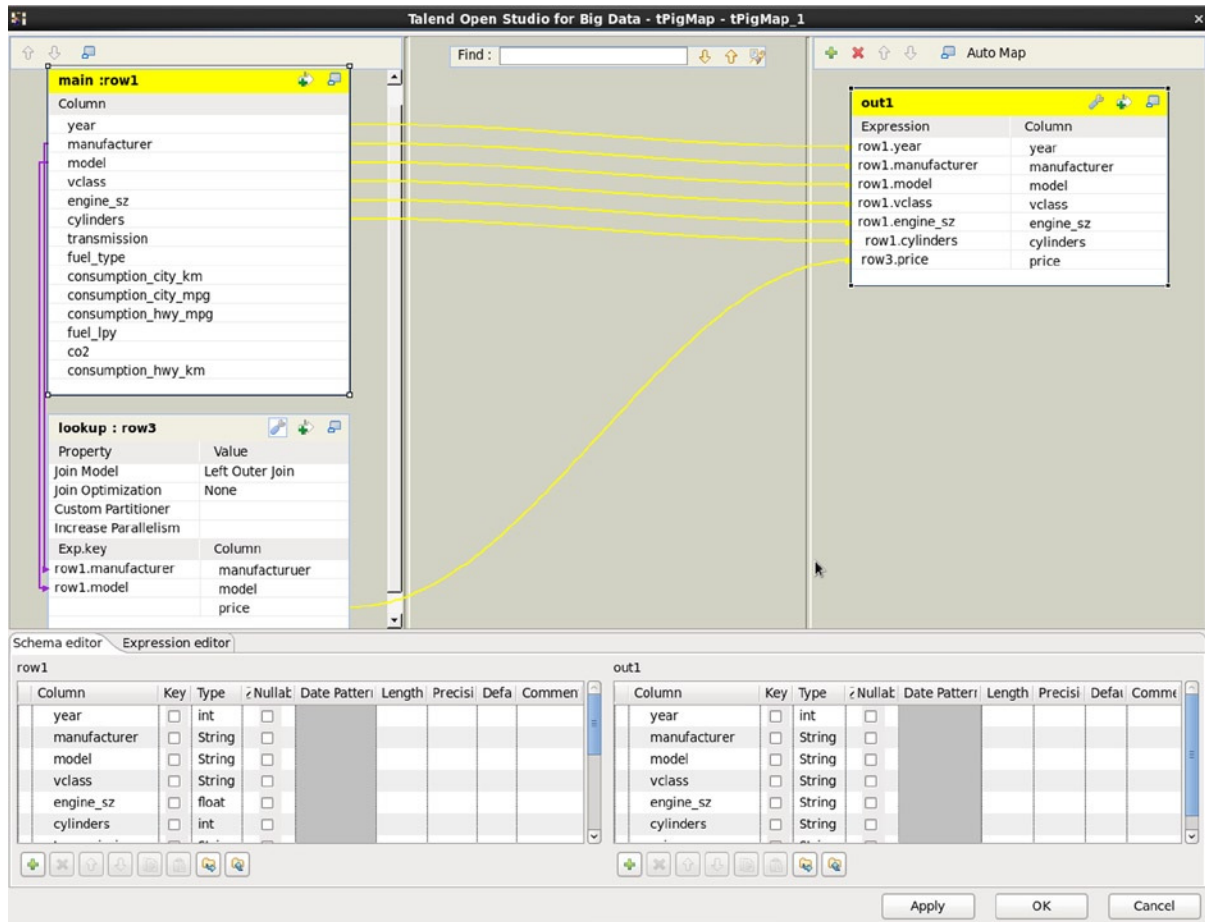 Talend Open Studio for Big Data - tPigMap - tPigMap_1
Find :
Auto Map
main :row1
Column
year
manufacturer
model
vclass
engine_sz
cylinders
transmission
fuel_type
consumption_city_km
consumption_city_mpg
consumption_hwy_mpg
fuel_lpy
co2
consumption_hwy_km
lookup : row3
Property Value
Join Model Left Outer Join
Join Optimization None
Custom Partitioner
Increase Parallelism
Exp.key Column
row1.manufacturer manufacturuer
row1.model model
price
out1
Expression Column
row1.year year
row1.manufacturer manufacturer
row1.model model
row1.vclass vclass
row1.engine_sz engine_sz
row1.cylinders cylinders
row3.price price
Schema editor Expression editor
row1
Column Key Type Nullat Date Patteri Length Precisi Defa Commen
year int
manufacturer String
model String
vclass String
engine_sz float
cylinders int
out1
Column Key Type Nullat Date Patteri Length Precisi Defai Comme
year int
manufacturer String
model String
vclass String
engine_sz String
cylinders String
Apply OK Cancel